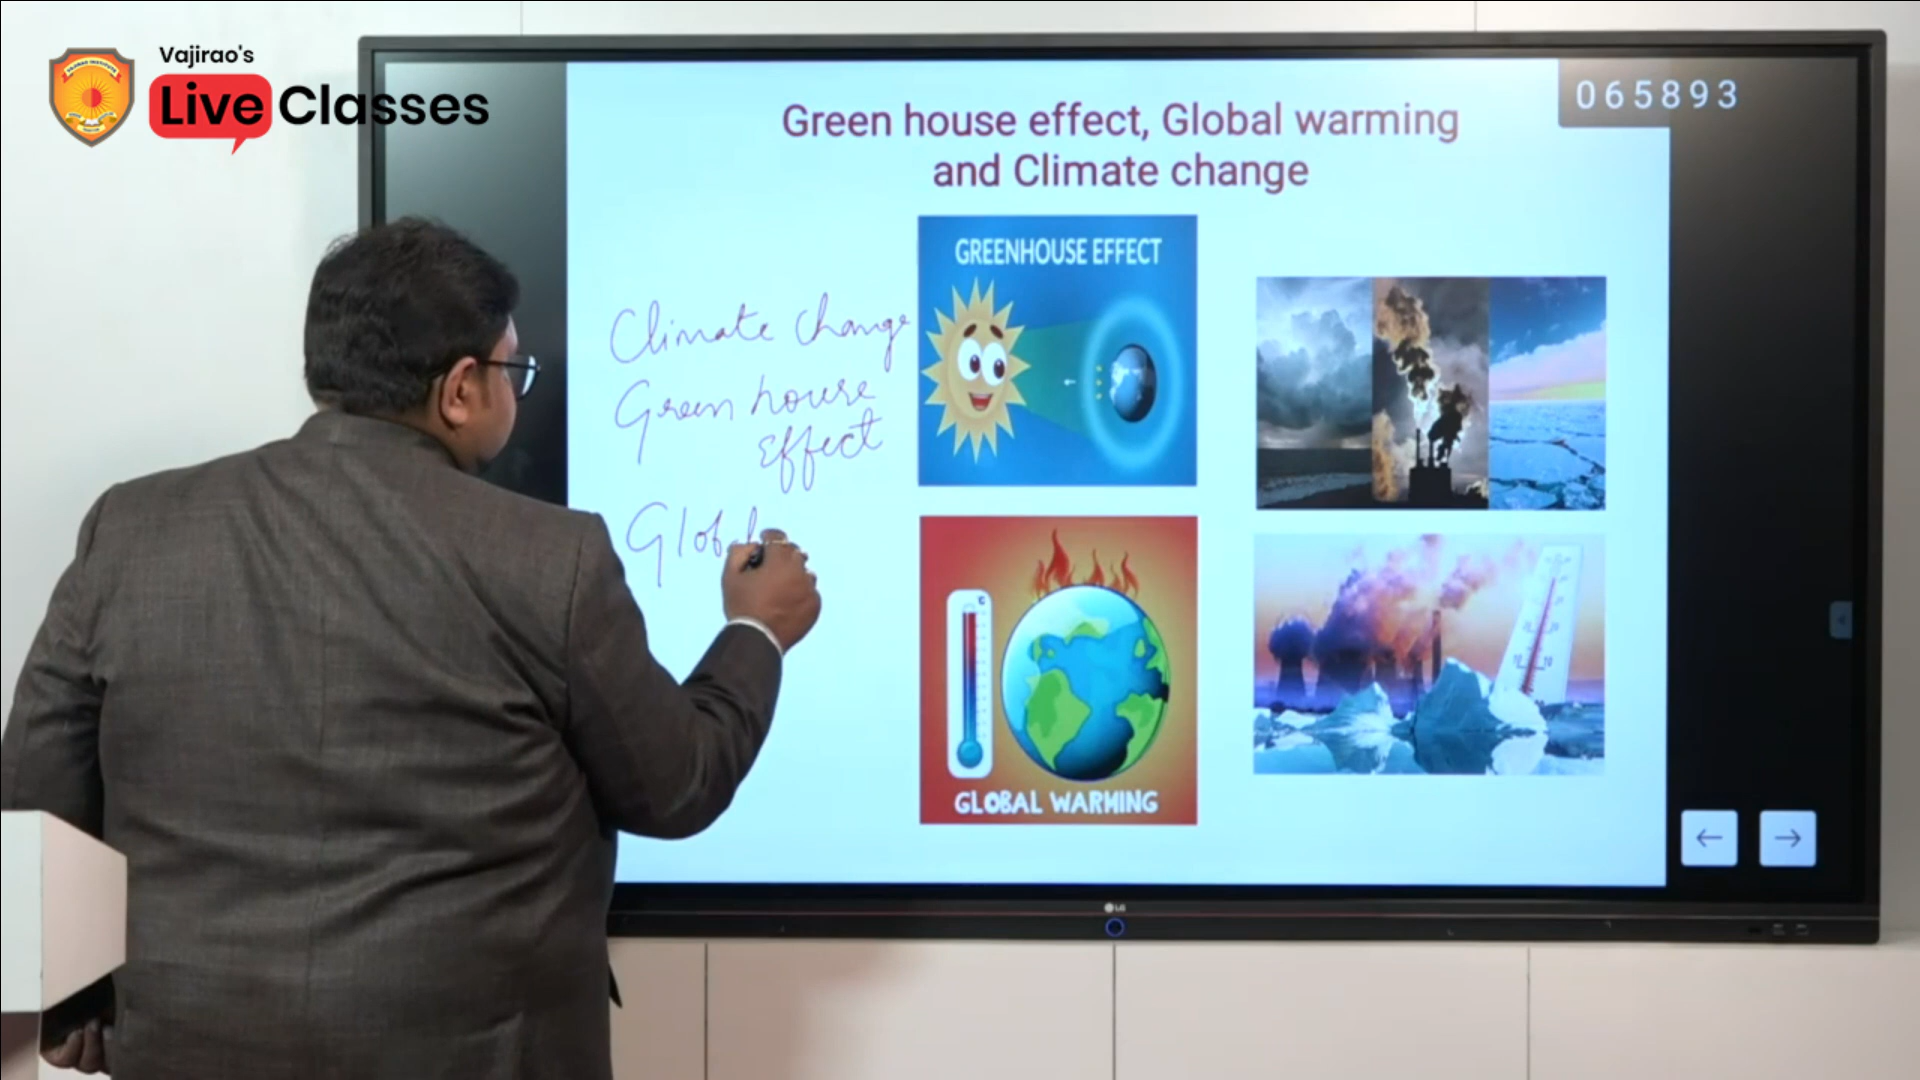 Vajirao's
Live Classes
065893
Green house effect, Global warming
and Climate change
GREENHOUSE EFFECT
Climate change
Green house
Effect
GLOBAL WARMING
LG